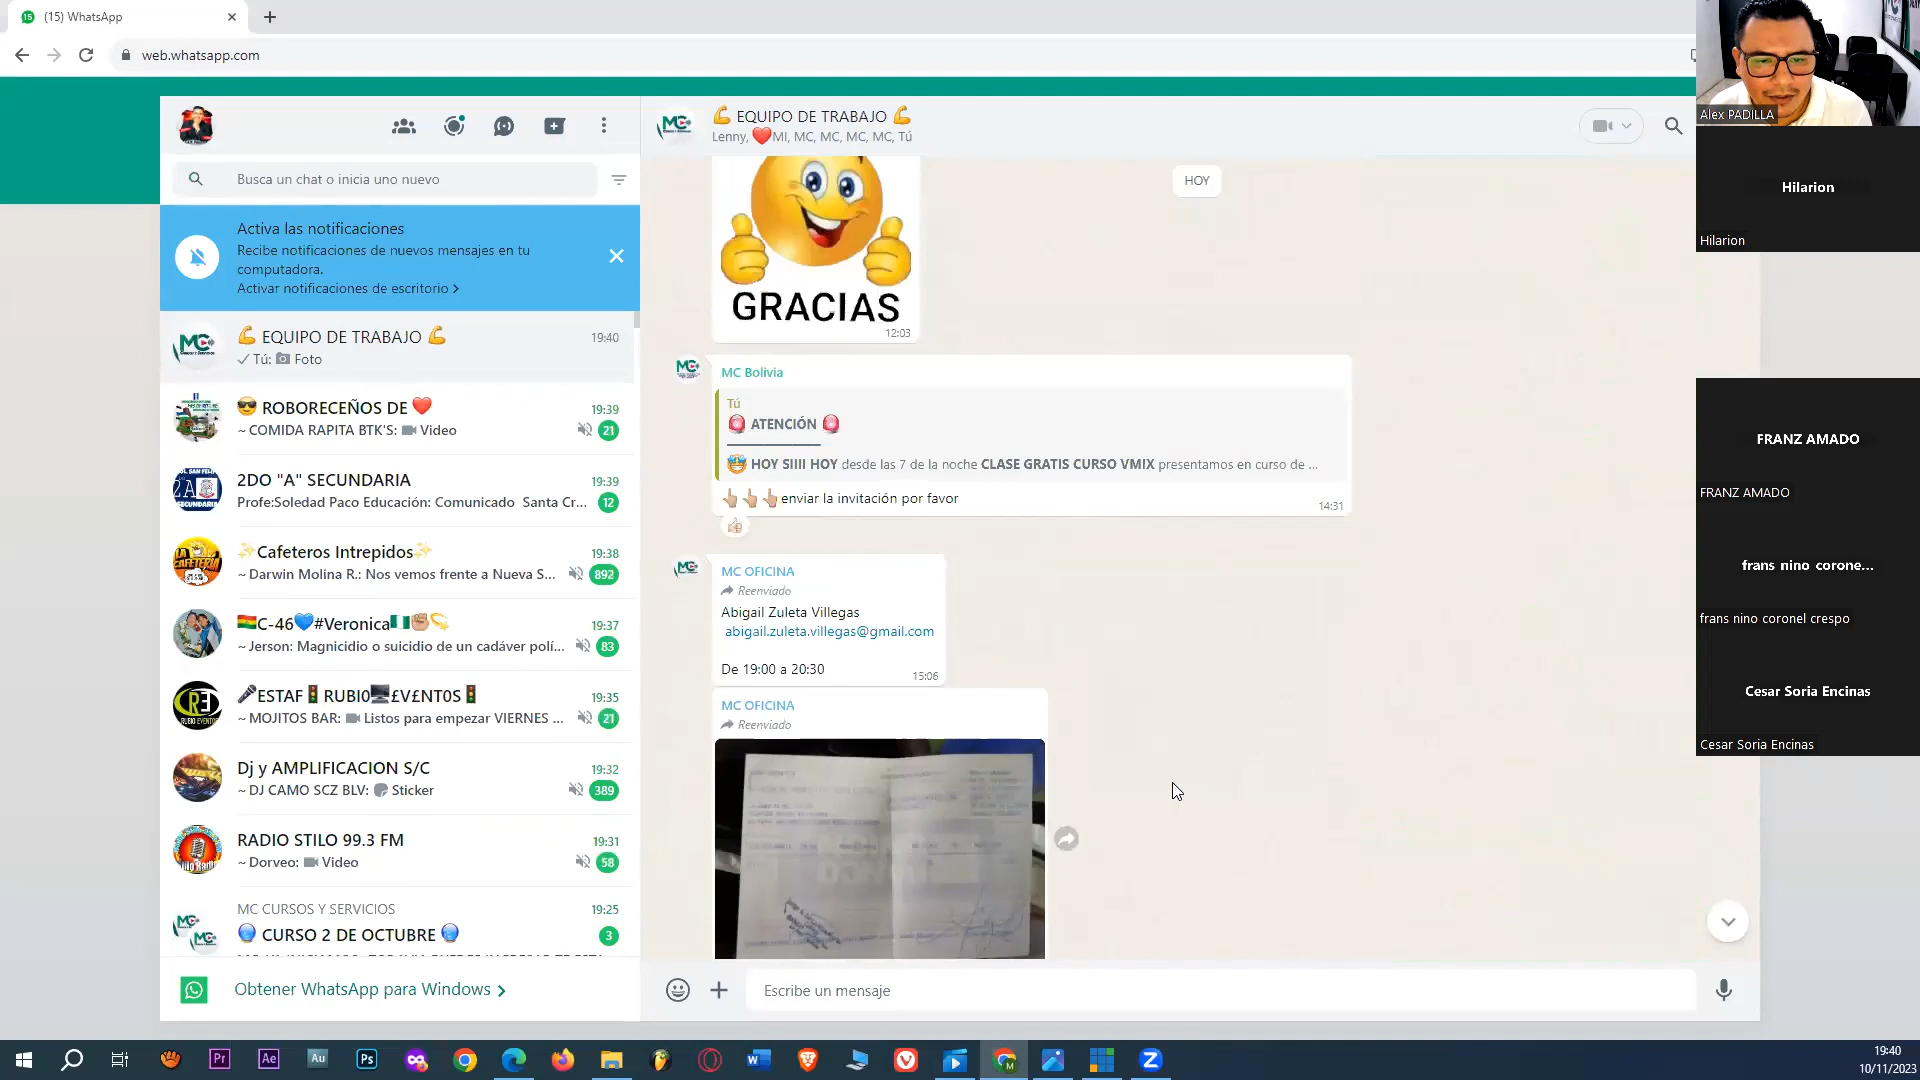 (15) WhatsApp
web.whatsapp.com
Busca un chat o inicia uno nuevo
Activa las notificaciones
Recibe notificaciones de nuevos mensajes en tu
computadora.
Activar notificaciones de escritorio
💪 EQUIPO DE TRABAJO 💪
19:40
Tú: Foto
😎 ROBOREÇEÑOS DE ❤️
19:39
~ COMIDA RAPITA BTK'S: Video
21
2DO "A" SECUNDARIA
19:39
Profe:Soledad Paco Educación: Comunicado Santa Cr...
12
✨Cafeteros Intrepidos✨
19:38
~ Darwin Molina R.: Nos vemos frente a Nueva S...
892
🇧🇴C-46💙#Veronica🇳🇬✊🏼💫
19:37
~ Jerson: Magnicidio o suicidio de un cadáver polí...
83
🎤ESTAF🚦RUBI0🖥️£V£NT0S🚦
19:35
~ MOJITOS BAR: Listos para empezar VIERNES ...
21
Dj y AMPLIFICACION S/C
19:32
~ DJ CAMO SCZ BLV: Sticker
389
RADIO STILO 99.3 FM
19:31
~ Dorveo: Video
58
MC CURSOS Y SERVICIOS
19:25
🔮 CURSO 2 DE OCTUBRE 🔮
3
Obtener WhatsApp para Windows
💪 EQUIPO DE TRABAJO 💪
Lenny, ❤️MI, MC, MC, MC, MC, Tú
HOY
GRACIAS
12:03
MC Bolivia
Tú
🚨 ATENCIÓN 🚨
🤩 HOY SIIII HOY desde las 7 de la noche CLASE GRATIS CURSO VMIX presentamos en curso de ...
👆🏼👆🏼👆🏼enviar la invitación por favor
14:31
MC OFICINA
Reenviado
Abigail Zuleta Villegas
abigail.zuleta.villegas@gmail.com
De 19:00 a 20:30
15:06
MC OFICINA
Reenviado
Escribe un mensaje
Alex PADILLA
Hilarion
Hilarion
FRANZ AMADO
FRANZ AMADO
frans nino corone...
frans nino coronel crespo
Cesar Soria Encinas
Cesar Soria Encinas
19:40
10/11/2023